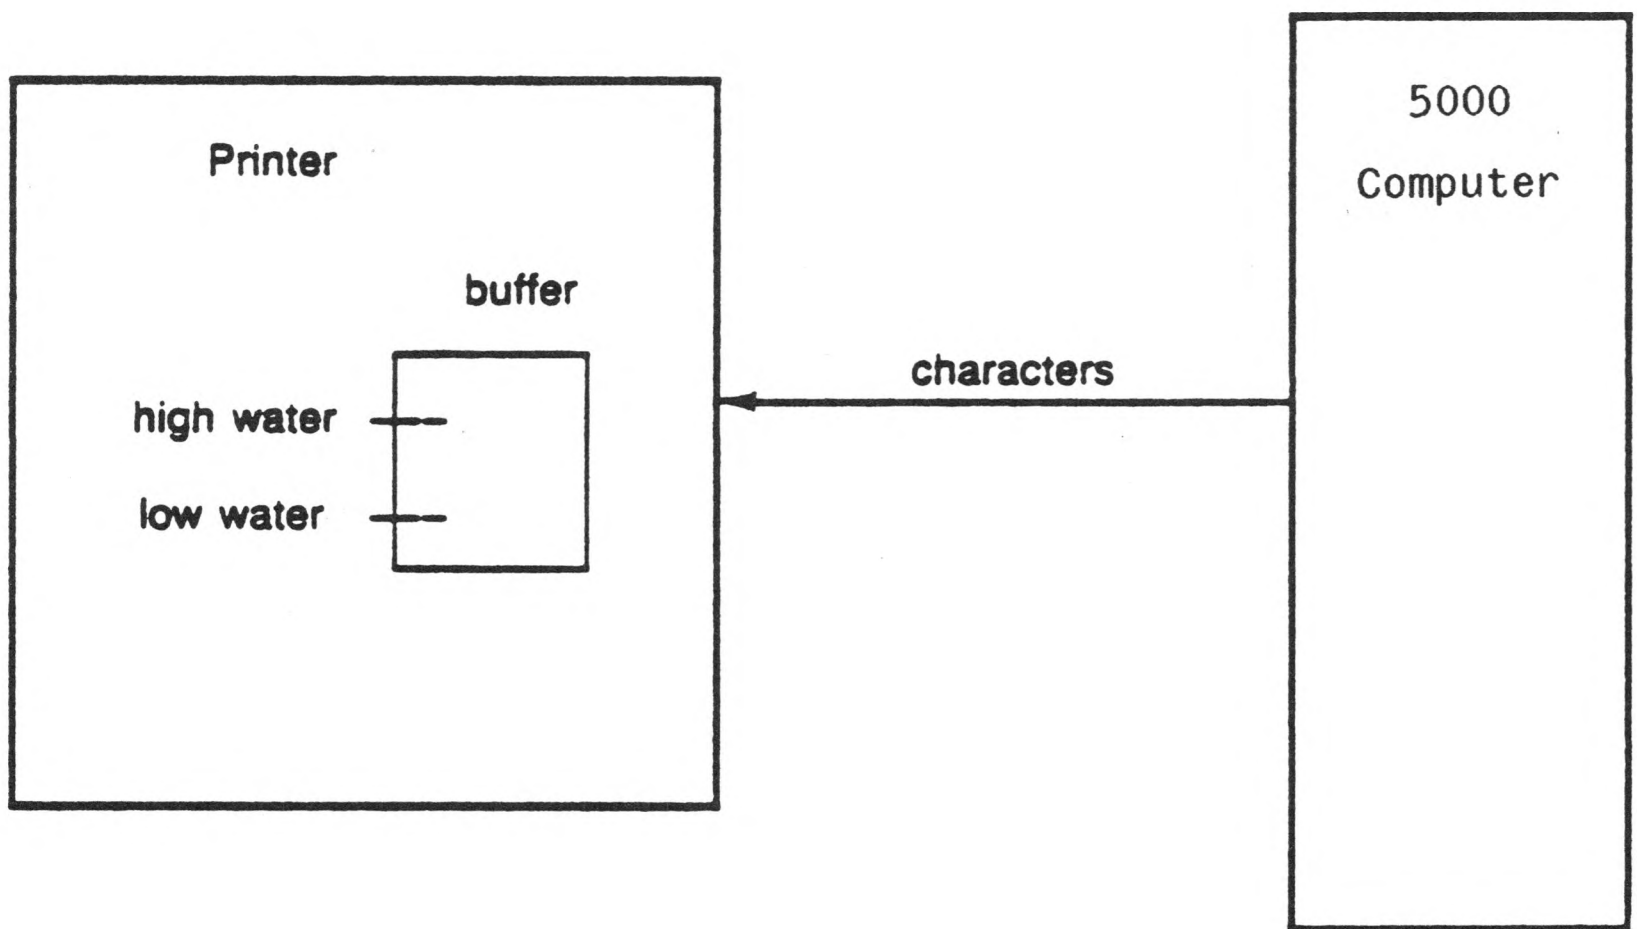 Printer
buffer
high water
low water
characters
5000
Computer